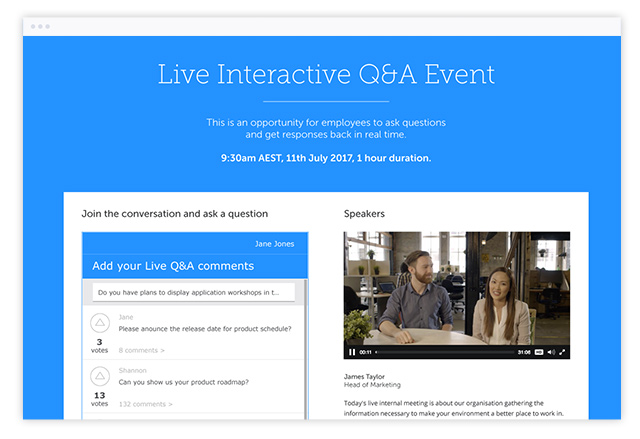 Live Interactive Q&A Event
This is an opportunity for employees to ask questions
and get responses back in real time.
9:30am AEST, 11th July 2017, 1 hour duration.
Join the conversation and ask a question
Jane Jones
Add your Live Q&A comments
Do you have plans to display application workshops in t...
Jane
Please anounce the release date for product schedule?
3
votes
8 comments >
Shannon
Can you show us your product roadmap?
13
votes
132 comments >
Speakers
00:11
31:08
HD
James Taylor
Head of Marketing
Today's live internal meeting is about our organisation gathering the
information necessary to make your environment a better place to work in.